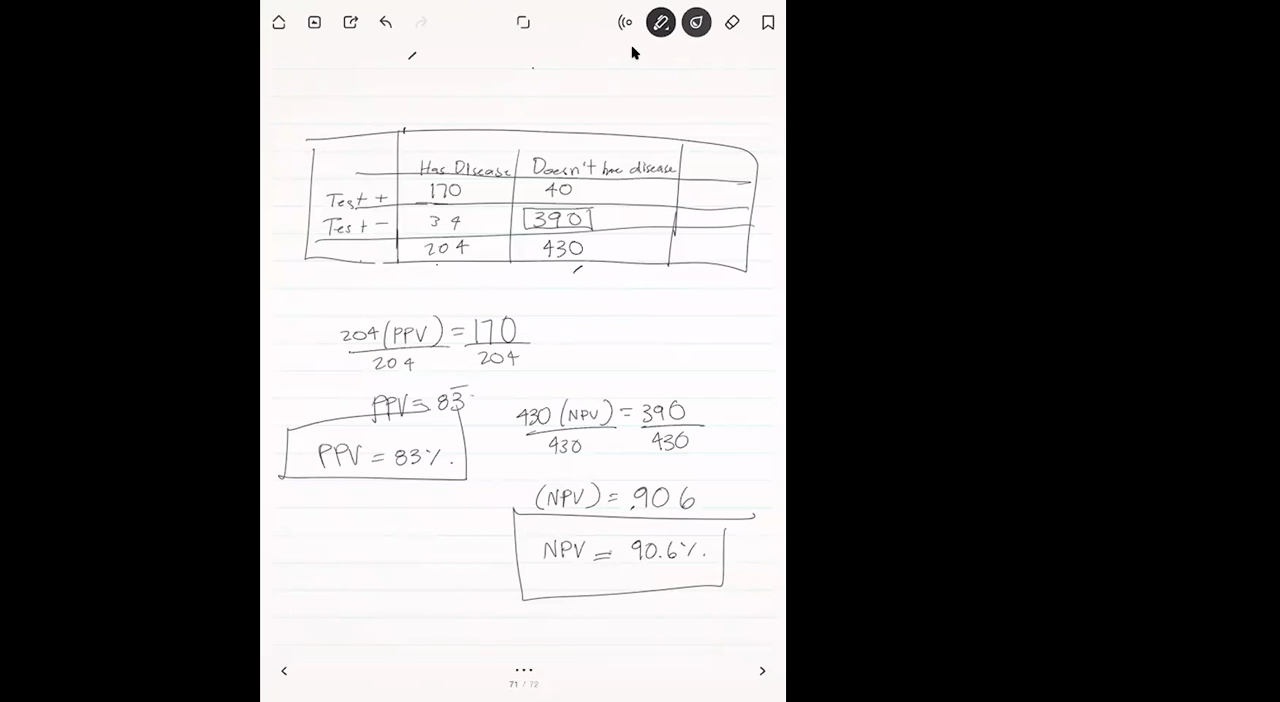 Has Disease Doesn't have disease
Test + 170 40
Test - 34 390
204 430
204 (PPV) = 170
204 204
PPV = 83
PPV = 83%.
430 (NPV) = 390
430 430
(NPV) = .906
NPV = 90.6%.
71 / 72